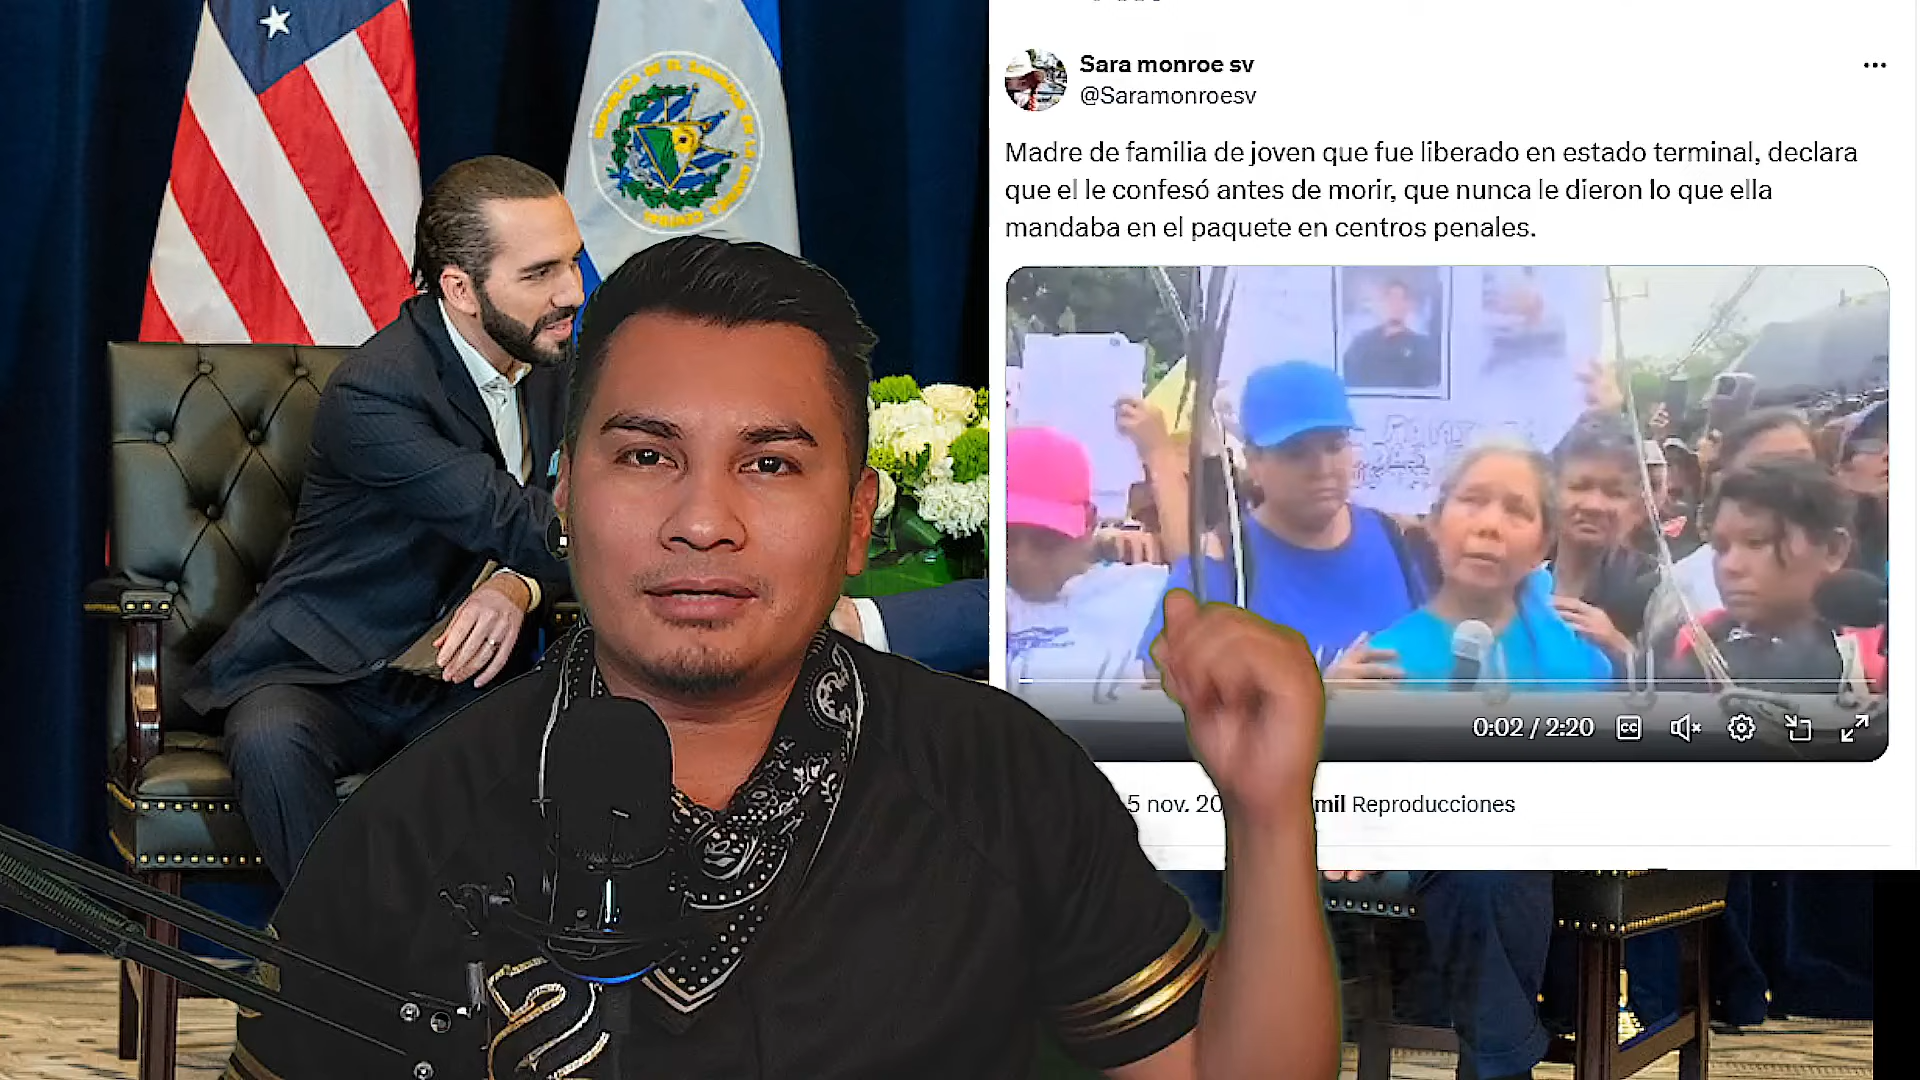 Sara monroe sv
@Saramonroesv
Madre de familia de joven que fue liberado en estado terminal, declara
que el le confesó antes de morir, que nunca le dieron lo que ella
mandaba en el paquete en centros penales.
0:02 / 2:20
CC
5 nov. 20 mil Reproducciones